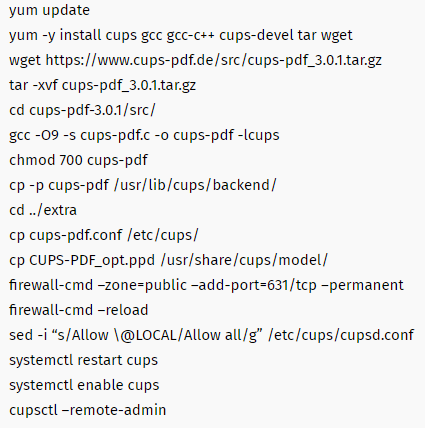 yum update
yum -y install cups gcc gcc-c++ cups-devel tar wget
wget https://www.cups-pdf.de/src/cups-pdf_3.0.1.tar.gz
tar -xvf cups-pdf_3.0.1.tar.gz
cd cups-pdf-3.0.1/src/
gcc -O9 -s cups-pdf.c -o cups-pdf -lcups
chmod 700 cups-pdf
cp -p cups-pdf /usr/lib/cups/backend/
cd ../extra
cp cups-pdf.conf /etc/cups/
cp CUPS-PDF_opt.ppd /usr/share/cups/model/
firewall-cmd –zone=public –add-port=631/tcp –permanent
firewall-cmd –reload
sed -i “s/Allow \@LOCAL/Allow all/g” /etc/cups/cupsd.conf
systemctl restart cups
systemctl enable cups
cupsctl –remote-admin